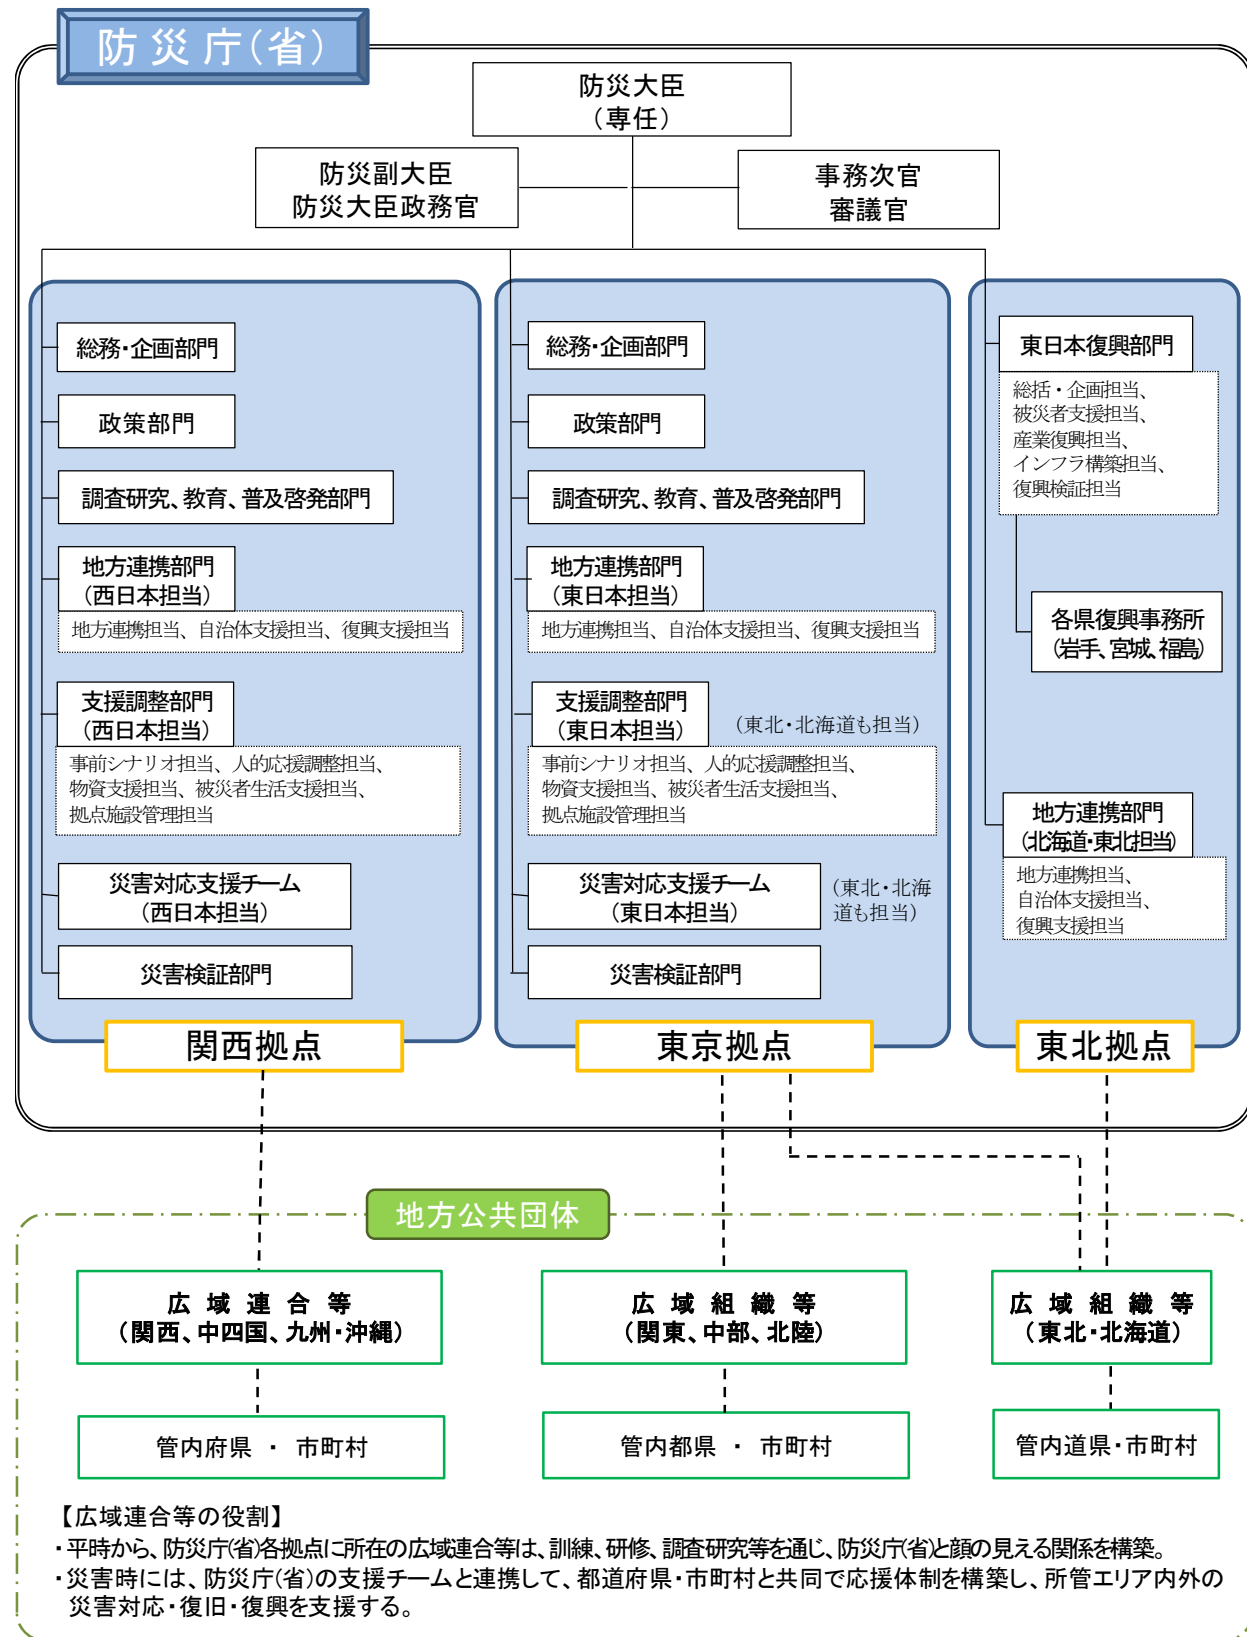 防災庁(省)
防災大臣
(専任)
防災副大臣
防災大臣政務官
事務次官
審議官
総務・企画部門
政策部門
調査研究、教育、普及啓発部門
地方連携部門
(西日本担当)
地方連携担当、自治体支援担当、復興支援担当
支援調整部門
(西日本担当)
事前シナリオ担当、人的応援調整担当、
物資支援担当、被災者生活支援担当、
拠点施設管理担当
災害対応支援チーム
(西日本担当)
災害検証部門
関西拠点
総務・企画部門
政策部門
調査研究、教育、普及啓発部門
地方連携部門
(東日本担当)
地方連携担当、自治体支援担当、復興支援担当
支援調整部門
(東日本担当)
(東北・北海道も担当)
事前シナリオ担当、人的応援調整担当、
物資支援担当、被災者生活支援担当、
拠点施設管理担当
災害対応支援チーム
(東日本担当)
(東北・北海
道も担当)
災害検証部門
東京拠点
東日本復興部門
総括・企画担当、
被災者支援担当、
産業復興担当、
インフラ構築担当、
復興検証担当
各県復興事務所
(岩手、宮城、福島)
地方連携部門
(北海道・東北担当)
地方連携担当、
自治体支援担当、
復興支援担当
東北拠点
地方公共団体
広域連合等
(関西、中四国、九州・沖縄)
管内府県 ・ 市町村
広域組織等
(関東、中部、北陸)
管内都県 ・ 市町村
広域組織等
(東北・北海道)
管内道県・市町村
【広域連合等の役割】
・平時から、防災庁(省)各拠点に所在の広域連合等は、訓練、研修、調査研究等を通じ、防災庁(省)と顔の見える関係を構築。
・災害時には、防災庁(省)の支援チームと連携して、都道府県・市町村と共同で応援体制を構築し、所管エリア内外の
災害対応・復旧・復興を支援する。